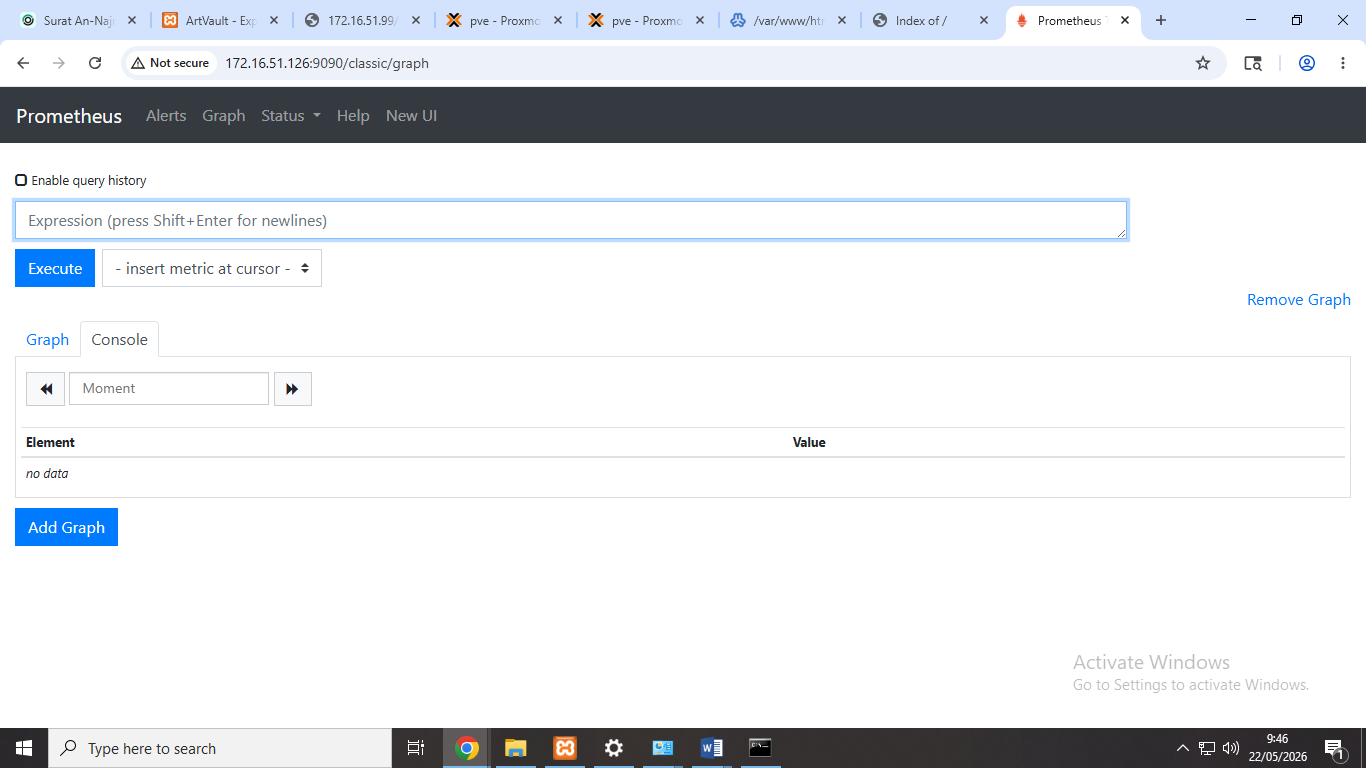 Surat An-Naj
ArtVault - Exp
172.16.51.99/
pve - Proxmo
pve - Proxmo
/var/www/ht
Index of /
Prometheus
Not secure
172.16.51.126:9090/classic/graph
Prometheus
Alerts
Graph
Status
Help
New UI
Enable query history
Expression (press Shift+Enter for newlines)
Execute
- insert metric at cursor -
Remove Graph
Graph
Console
Moment
Element
Value
no data
Add Graph
Activate Windows
Go to Settings to activate Windows.
Type here to search
9:46
22/05/2026
1